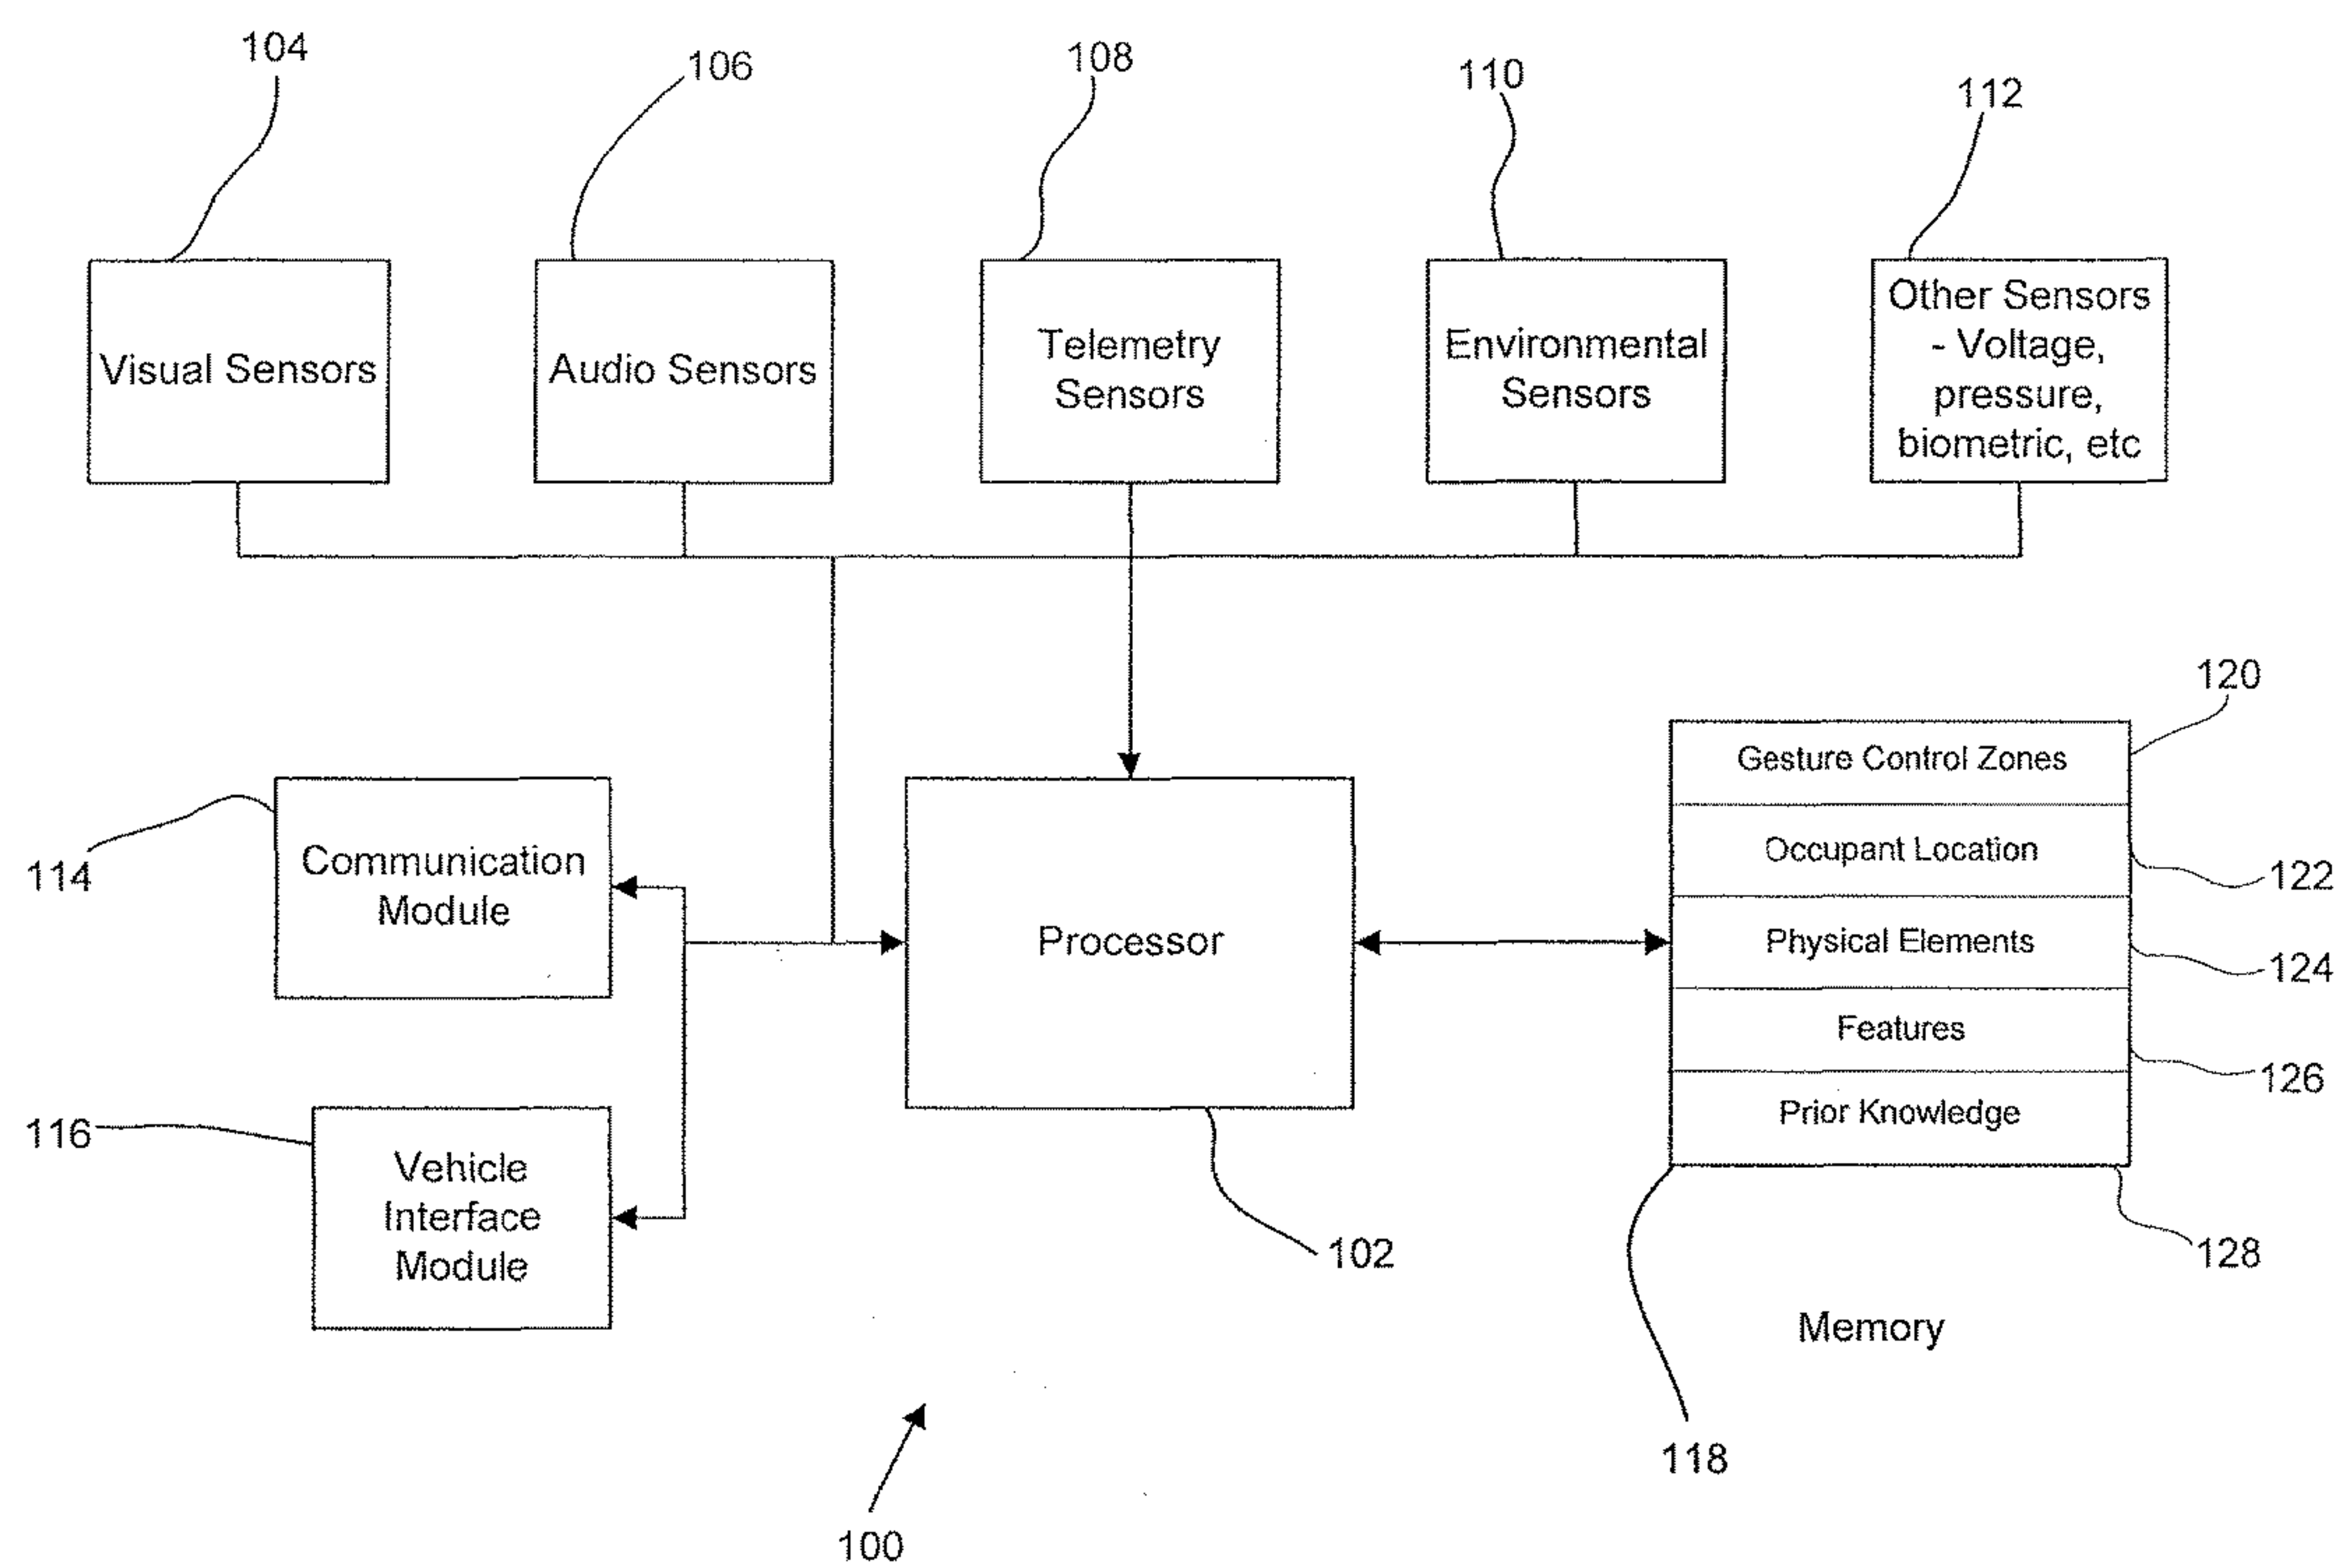 104
106
108
110
112
Visual Sensors
Audio Sensors
Telemetry
Sensors
Environmental
Sensors
Other Sensors
- Voltage,
pressure,
biometric, etc
120
Gesture Control Zones
Occupant Location
122
Physical Elements
124
Features
126
Prior Knowledge
128
114
Communication
Module
Processor
116
Vehicle
Interface
Module
102
Memory
118
100